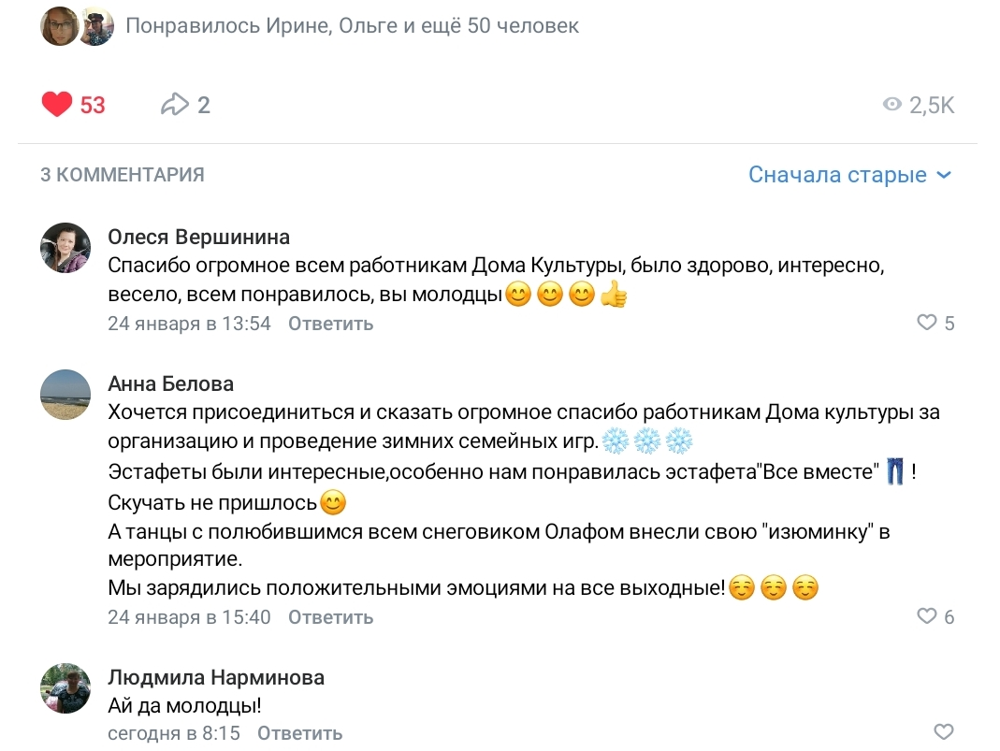 Понравилось Ирине, Ольге и ещё 50 человек
53 2 2,5K
3 КОММЕНТАРИЯ Сначала старые
Олеся Вершинина
Спасибо огромное всем работникам Дома Культуры, было здорово, интересно,
весело, всем понравилось, вы молодцы😊😊😊👍
24 января в 13:54 Ответить 5
Анна Белова
Хочется присоединиться и сказать огромное спасибо работникам Дома культуры за
организацию и проведение зимних семейных игр.❄️❄️❄️
Эстафеты были интересные,особенно нам понравилась эстафета"Все вместе"👖!
Скучать не пришлось😊
А танцы с полюбившимся всем снеговиком Олафом внесли свою "изюминку" в
мероприятие.
Мы зарядились положительными эмоциями на все выходные!☺️☺️☺️
24 января в 15:40 Ответить 6
Людмила Нарминова
Ай да молодцы!
сегодня в 8:15 Ответить